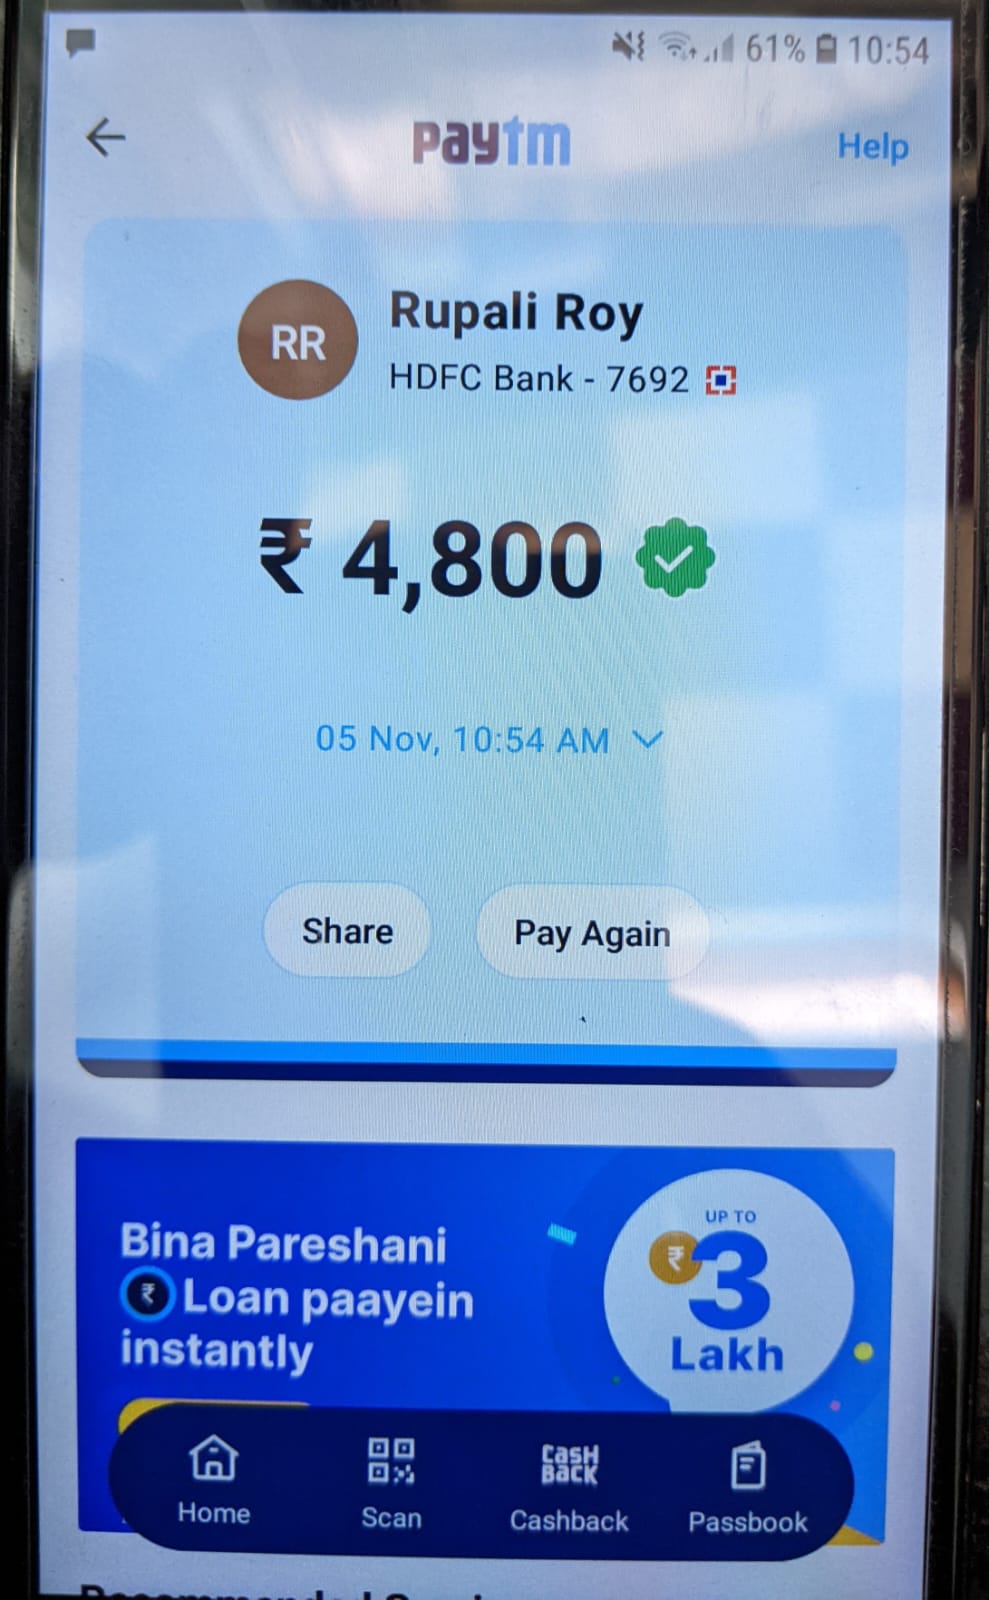 61% 10:54
paytm
Help
RR
Rupali Roy
HDFC Bank - 7692
₹ 4,800
05 Nov, 10:54 AM
Share
Pay Again
Bina Pareshani
₹ Loan paayein
instantly
UP TO
₹ 3
Lakh
Home
Scan
CASH BACK
Cashback
Passbook